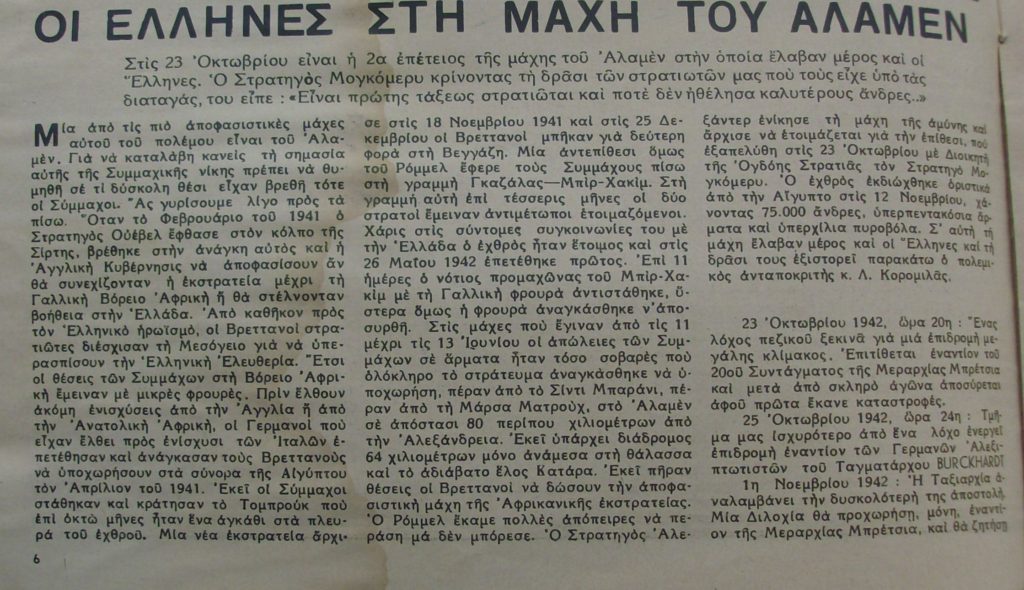 ΟΙ ΕΛΛΗΝΕΣ ΣΤΗ ΜΑΧΗ ΤΟΥ ΑΛΑΜΕΝ
Στὶς 23 Ὀκτωβρίου εἶναι ἡ 2α ἐπέτειος τῆς μάχης τοῦ Ἀλαμὲν στὴν ὁποία ἔλαβαν μέρος καὶ οἱ
Ἕλληνες. Ὁ Στρατηγὸς Μογκόμερυ κρίνοντας τὴ δρᾶσι τῶν στρατιωτῶν μας ποὺ τοὺς εἶχε ὑπὸ τὰς
διαταγάς, του εἶπε : «Εἶναι πρώτης τάξεως στρατιῶται καὶ ποτὲ δὲν ἠθέλησα καλυτέρους ἄνδρες..»
Μία ἀπὸ τὶς πιὸ ἀποφασιστικὲς μάχες
αὐτοῦ τοῦ πολέμου εἶναι τοῦ Ἀλα-
μὲν. Γιὰ νὰ καταλάβη κανεὶς τὴ σημασία
αὐτῆς τῆς Συμμαχικῆς νίκης πρέπει νὰ θυ-
μηθῆ σὲ τί δύσκολη θέσι εἶχαν βρεθῆ τότε
οἱ Σύμμαχοι. Ἂς γυρίσουμε λίγο πρὸς τὰ
πίσω. Ὅταν τὸ Φεβρουάριο τοῦ 1941 ὁ
Στρατηγὸς Οὐέβελ ἔφθασε στὸν κόλπο τῆς
Σίρτης, βρέθηκε στὴν ἀνάγκη αὐτὸς καὶ ἡ
Ἀγγλικὴ Κυβέρνησις νὰ ἀποφασίσουν ἂν
θὰ συνεχίζονταν ἡ ἐκστρατεία μέχρι τὴ
Γαλλικὴ Βόρειο Ἀφρικὴ ἢ θὰ στέλνονταν
βοήθεια στὴν Ἑλλάδα. Ἀπὸ καθῆκον πρὸς
τὸν Ἑλληνικὸ ἡρωϊσμὸ, οἱ Βρεττανοὶ στρα-
τιῶτες διέσχισαν τὴ Μεσόγειο γιὰ νὰ ὑπε-
ρασπίσουν τὴν Ἑλληνικὴ Ἐλευθερία. Ἔτσι
οἱ θέσεις τῶν Συμμάχων στὴ Βόρειο Ἀφρι-
κὴ ἔμειναν μὲ μικρὲς φρουρές. Πρὶν ἔλθουν
ἀκόμη ἐνισχύσεις ἀπὸ τὴν Ἀγγλία ἢ ἀπὸ
τὴν Ἀνατολικὴ Ἀφρική, οἱ Γερμανοὶ ποὺ
εἶχαν ἔλθει πρὸς ἐνίσχυσι τῶν Ἰταλῶν ἐ-
πετέθησαν καὶ ἀνάγκασαν τοὺς Βρεττανοὺς
νὰ ὑποχωρήσουν στὰ σύνορα τῆς Αἰγύπτου
τὸν Ἀπρίλιον τοῦ 1941. Ἐκεῖ οἱ Σύμμαχοι
στάθηκαν καὶ κράτησαν τὸ Τομπροὺκ ποὺ
ἐπὶ ὀκτὼ μῆνες ἦταν ἕνα ἀγκάθι στὰ πλευ-
ρά τοῦ ἐχθροῦ. Μία νέα ἐκστρατεία ἄρχι-
σε στὶς 18 Νοεμβρίου 1941 καὶ στὶς 25 Δε-
κεμβρίου οἱ Βρεττανοὶ μπῆκαν γιὰ δεύτερη
φορὰ στὴ Βεγγάζη. Μία ἀντεπίθεσι ὅμως
τοῦ Ρόμμελ ἔφερε τοὺς Συμμάχους πίσω
στὴ γραμμὴ Γκαζάλας—Μπὶρ-Χακίμ. Στὴ
γραμμὴ αὐτὴ ἐπὶ τέσσερις μῆνες οἱ δύο
στρατοὶ ἔμειναν ἀντιμέτωποι ἑτοιμαζόμενοι.
Χάρις στὶς σύντομες συγκοινωνίες του μὲ
τὴν Ἑλλάδα ὁ ἐχθρὸς ἦταν ἕτοιμος καὶ στὶς
26 Μαΐου 1942 ἐπετέθηκε πρῶτος. Ἐπὶ 11
ἡμέρες ὁ νότιος προμαχῶνας τοῦ Μπὶρ-Χα-
κὶμ μὲ τὴ Γαλλικὴ φρουρὰ ἀντιστάθηκε, ὕ-
στερα ὅμως ἡ φρουρὰ ἀναγκάσθηκε ν'ἀπο-
συρθῆ. Στὶς μάχες ποὺ ἔγιναν ἀπὸ τὶς 11
μέχρι τὶς 13 Ἰουνίου οἱ ἀπώλειες τῶν Συμ-
μάχων σὲ ἅρματα ἦταν τόσο σοβαρὲς ποὺ
ὁλόκληρο τὸ στράτευμα ἀναγκάσθηκε νὰ ὑ-
ποχωρήση, πέραν ἀπὸ τὸ Σίντι Μπαράνι, πέ-
ραν ἀπὸ τὴ Μάρσα Ματρούχ, στὸ Ἀλαμὲν
σὲ ἀπόστασι 80 περίπου χιλιομέτρων ἀπὸ
τὴν Ἀλεξάνδρεια. Ἐκεῖ ὑπάρχει διάδρομος
64 χιλιομέτρων μόνο ἀνάμεσα στὴ θάλασσα
καὶ τὸ ἀδιάβατο ἕλος Κατάρα. Ἐκεῖ πῆραν
θέσεις οἱ Βρεττανοὶ νὰ δώσουν τὴν ἀποφα-
σιστικὴ μάχη τῆς Ἀφρικανικῆς ἐκστρατείας.
Ὁ Ρόμμελ ἔκαμε πολλὲς ἀπόπειρες νὰ πε-
ράση μὰ δὲν μπόρεσε. Ὁ Στρατηγὸς Ἀλε-
ξάντερ ἐνίκησε τὴ μάχη τῆς ἀμύνης καὶ
ἄρχισε νὰ ἑτοιμάζεται γιὰ τὴν ἐπίθεσι, ποὺ
ἐξαπελύθη στὶς 23 Ὀκτωβρίου μὲ Διοικητὴ
τῆς Ὀγδόης Στρατιᾶς τὸν Στρατηγὸ Μο-
γκόμερυ. Ὁ ἐχθρὸς ἐκδιώχθηκε ὁριστικὰ
ἀπὸ τὴν Αἴγυπτο στὶς 12 Νοεμβρίου, χά-
νοντας 75.000 ἄνδρες, ὑπερπεντακόσια ἅρ-
ματα καὶ ὑπερχίλια πυροβόλα. Σ' αὐτὴ τὴ
μάχη ἔλαβαν μέρος καὶ οἱ Ἕλληνες καὶ τὴ
δρᾶσι τους ἐξιστορεῖ παρακάτω ὁ πολεμι-
κὸς ἀνταποκριτὴς κ. Λ. Κορομιλᾶς.
23 Ὀκτωβρίου 1942, ὥρα 20η : Ἕνας
λόχος πεζικοῦ ξεκινᾶ γιὰ μιὰ ἐπιδρομὴ με-
γάλης κλίμακος. Ἐπιτίθεται ἐναντίον τοῦ
20οῦ Συντάγματος τῆς Μεραρχίας Μπρέτσια
καὶ μετὰ ἀπὸ σκληρὸ ἀγῶνα ἀποσύρεται
ἀφοῦ πρῶτα ἔκανε καταστροφές.
25 Ὀκτωβρίου 1942, ὥρα 24η : Τμῆ-
μα μας ἰσχυρότερο ἀπὸ ἕνα λόχο ἐνεργεῖ
ἐπιδρομὴ ἐναντίον τῶν Γερμανῶν Ἀλεξι-
πτωτιστῶν τοῦ Ταγματάρχου BURCKHARDT
1η Νοεμβρίου 1942 : Ἡ Ταξιαρχία ἀ-
ναλαμβάνει τὴν δυσκολότερή της ἀποστολή.
Μία Διλοχία θὰ προχωρήση, μόνη, ἐναντί-
ον τῆς Μεραρχίας Μπρέτσια, καὶ θὰ ζητήση
6